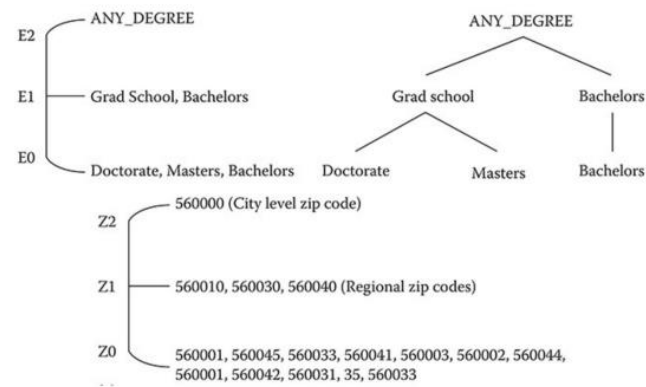 E2
ANY_DEGREE
E1
Grad School, Bachelors
E0
Doctorate, Masters, Bachelors
ANY_DEGREE
Grad school Bachelors
Doctorate Masters Bachelors
Z2
560000 (City level zip code)
Z1
560010, 560030, 560040 (Regional zip codes)
Z0
560001, 560045, 560033, 560041, 560003, 560002, 560044,
560001, 560042, 560031, 35, 560033